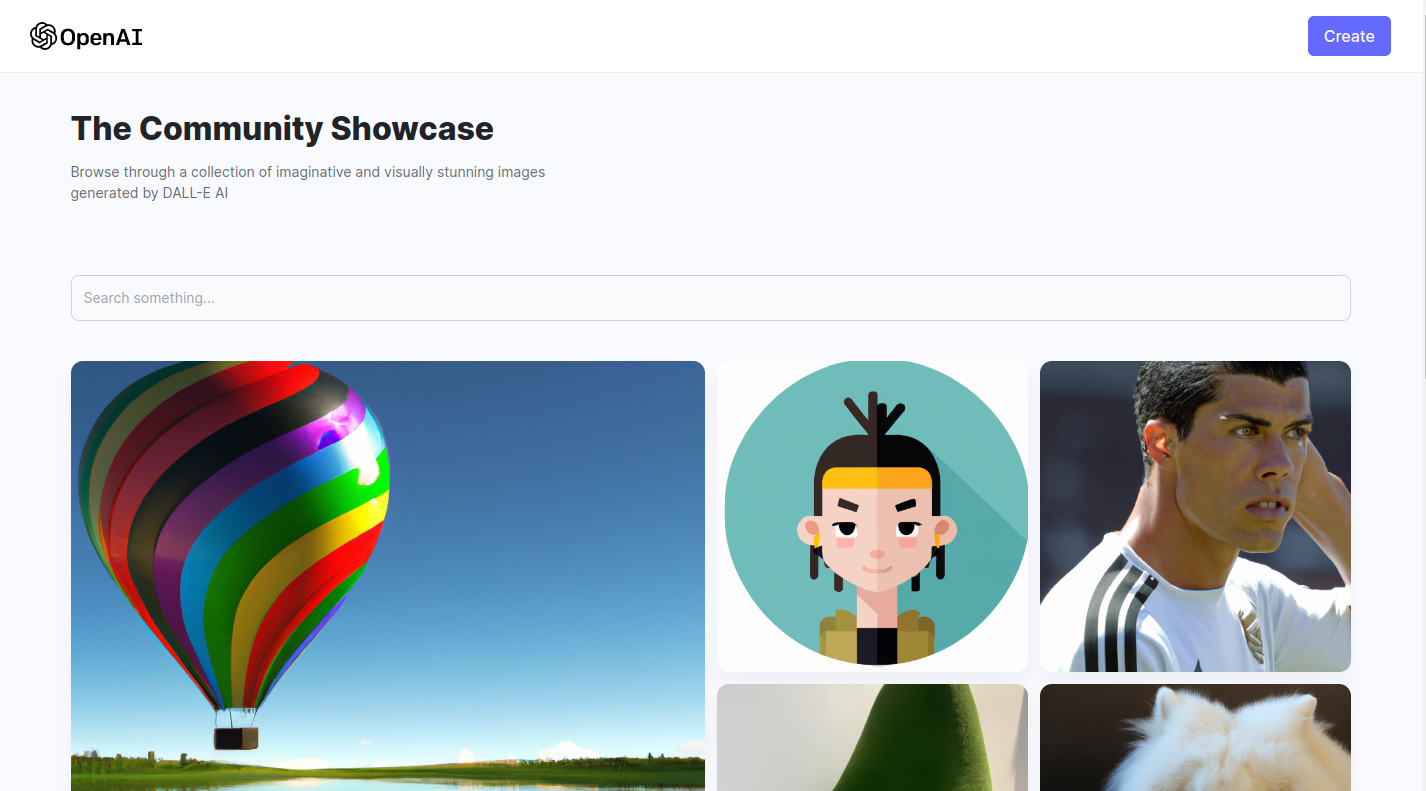 OpenAI
Create
The Community Showcase
Browse through a collection of imaginative and visually stunning images
generated by DALL-E AI
Search something...